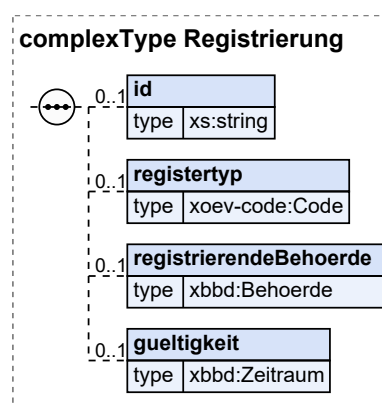 complexType Registrierung
0..1 id
type xs:string
0..1 registertyp
type xoev-code:Code
0..1 registrierendeBehoerde
type xbbd:Behoerde
0..1 gueltigkeit
type xbbd:Zeitraum